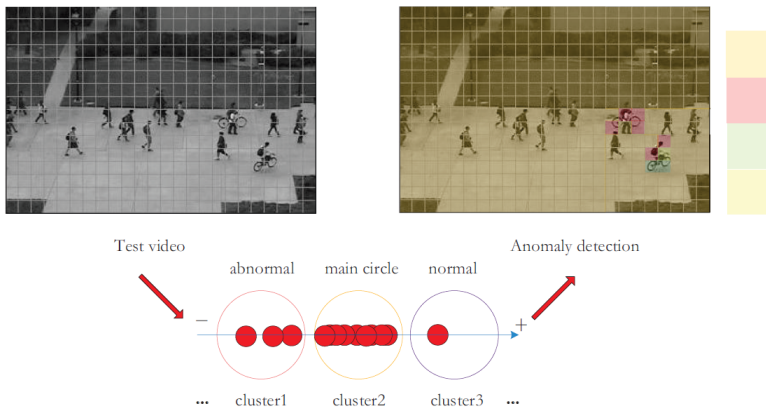 Test video
Anomaly detection
abnormal main circle normal
− +
... cluster1 cluster2 cluster3 ...